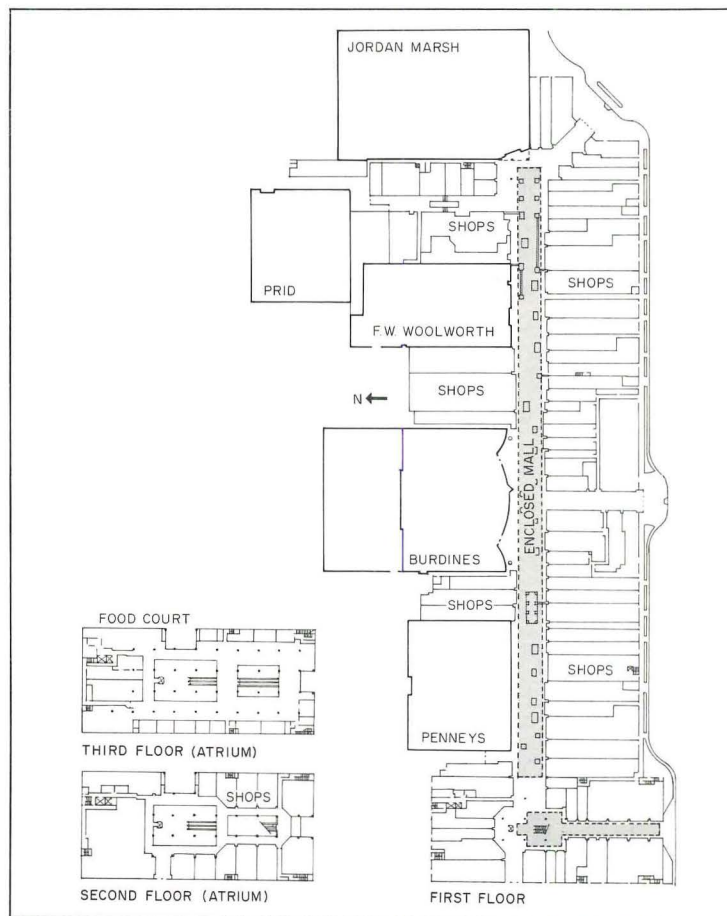 JORDAN MARSH
SHOPS
PRID
SHOPS
F.W. WOOLWORTH
SHOPS
N
ENCLOSED MALL
BURDINES
SHOPS
FOOD COURT
SHOPS
PENNEYS
THIRD FLOOR (ATRIUM)
SHOPS
SECOND FLOOR (ATRIUM)
FIRST FLOOR